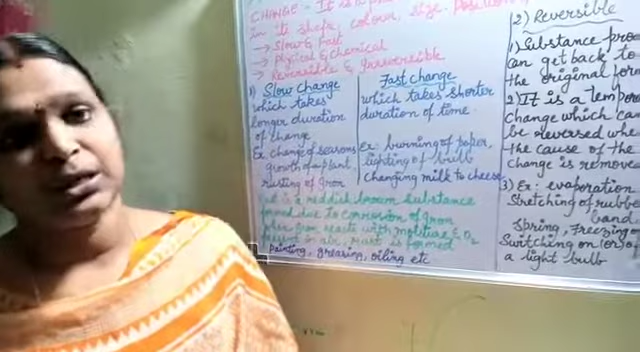 CHANGE - It is a
in its shape, colour, size, Position,
→ Slow & Fast
→ Physical & Chemical
→ Reversible & Irreversible
1) Slow change
which takes
longer duration
of change
Ex: change of seasons
growth of a plant
rusting of iron
Fast change
which takes shorter
duration of time.
Ex: burning of paper,
lighting of bulb
changing milk to cheese
Rust is a reddish brown substance
formed due to corrosion of iron
when iron reacts with moisture & O2
present in air, rust is formed
painting, greasing, oiling etc
2) Reversible
1) Substance
can get back to
the original
2) It is a
change which can
be reversed
the cause of the
change is
3) Ex: evaporation
Stretching of rubber
band
Spring, freezing
Switching on (or)
a light bulb